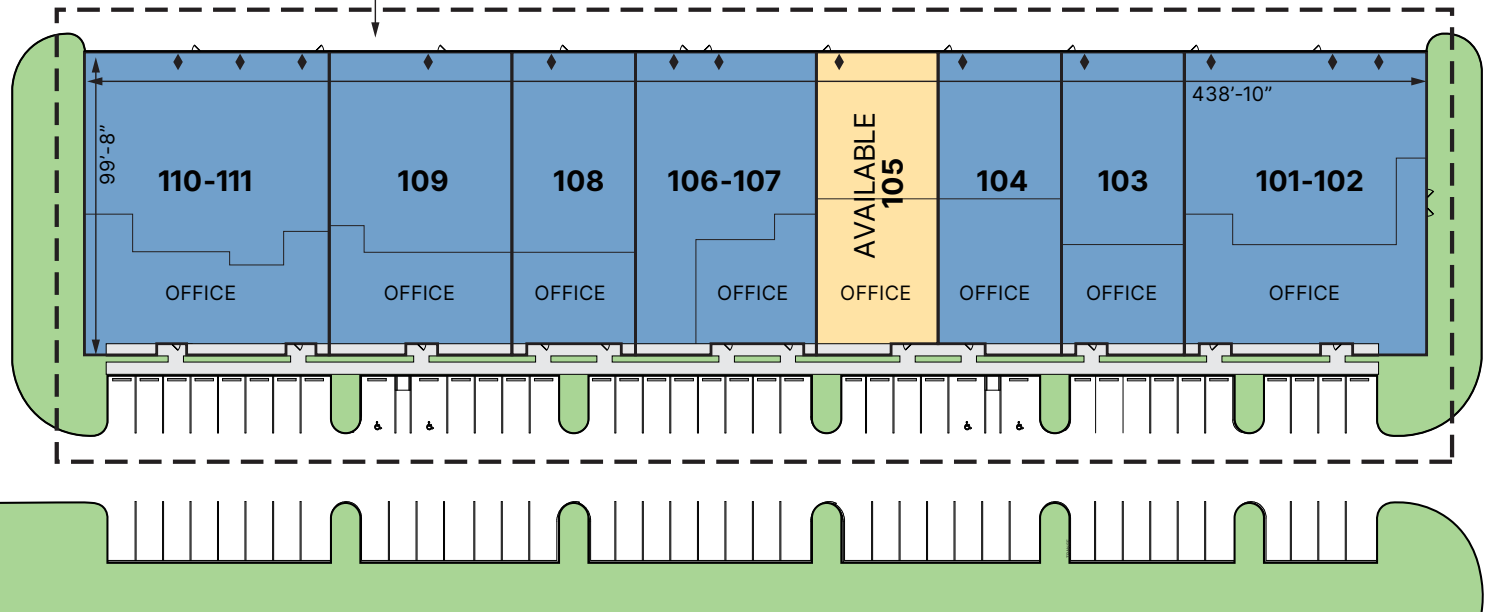 438’-10”
99’-8”
110-111
109
108
106-107
AVAILABLE
105
104
103
101-102
OFFICE
OFFICE
OFFICE
OFFICE
OFFICE
OFFICE
OFFICE
OFFICE